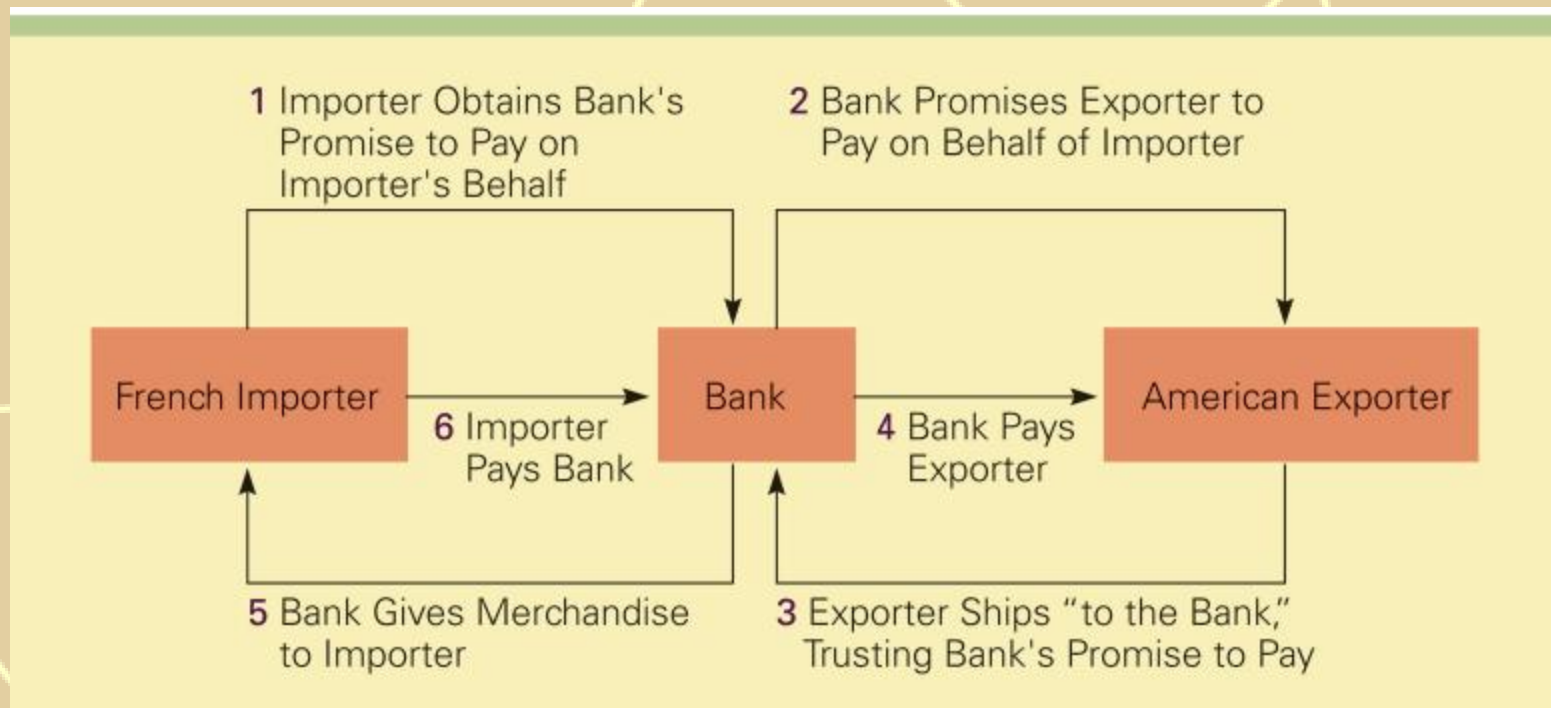 1 Importer Obtains Bank's
Promise to Pay on
Importer's Behalf
2 Bank Promises Exporter to
Pay on Behalf of Importer
French Importer
Bank
American Exporter
6 Importer
Pays Bank
4 Bank Pays
Exporter
5 Bank Gives Merchandise
to Importer
3 Exporter Ships “to the Bank,”
Trusting Bank's Promise to Pay